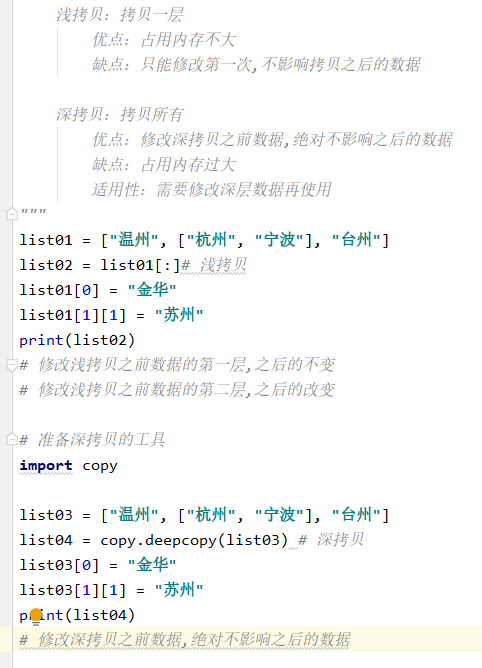 浅拷贝：拷贝一层
优点：占用内存不大
缺点：只能修改第一次,不影响拷贝之后的数据
深拷贝：拷贝所有
优点：修改深拷贝之前数据,绝对不影响之后的数据
缺点：占用内存过大
适用性：需要修改深层数据再使用
"""
list01 = ["温州", ["杭州", "宁波"], "台州"]
list02 = list01[:]# 浅拷贝
list01[0] = "金华"
list01[1][1] = "苏州"
print(list02)
# 修改浅拷贝之前数据的第一层,之后的不变
# 修改浅拷贝之前数据的第二层,之后的改变
# 准备深拷贝的工具
import copy
list03 = ["温州", ["杭州", "宁波"], "台州"]
list04 = copy.deepcopy(list03) # 深拷贝
list03[0] = "金华"
list03[1][1] = "苏州"
print(list04)
# 修改深拷贝之前数据,绝对不影响之后的数据